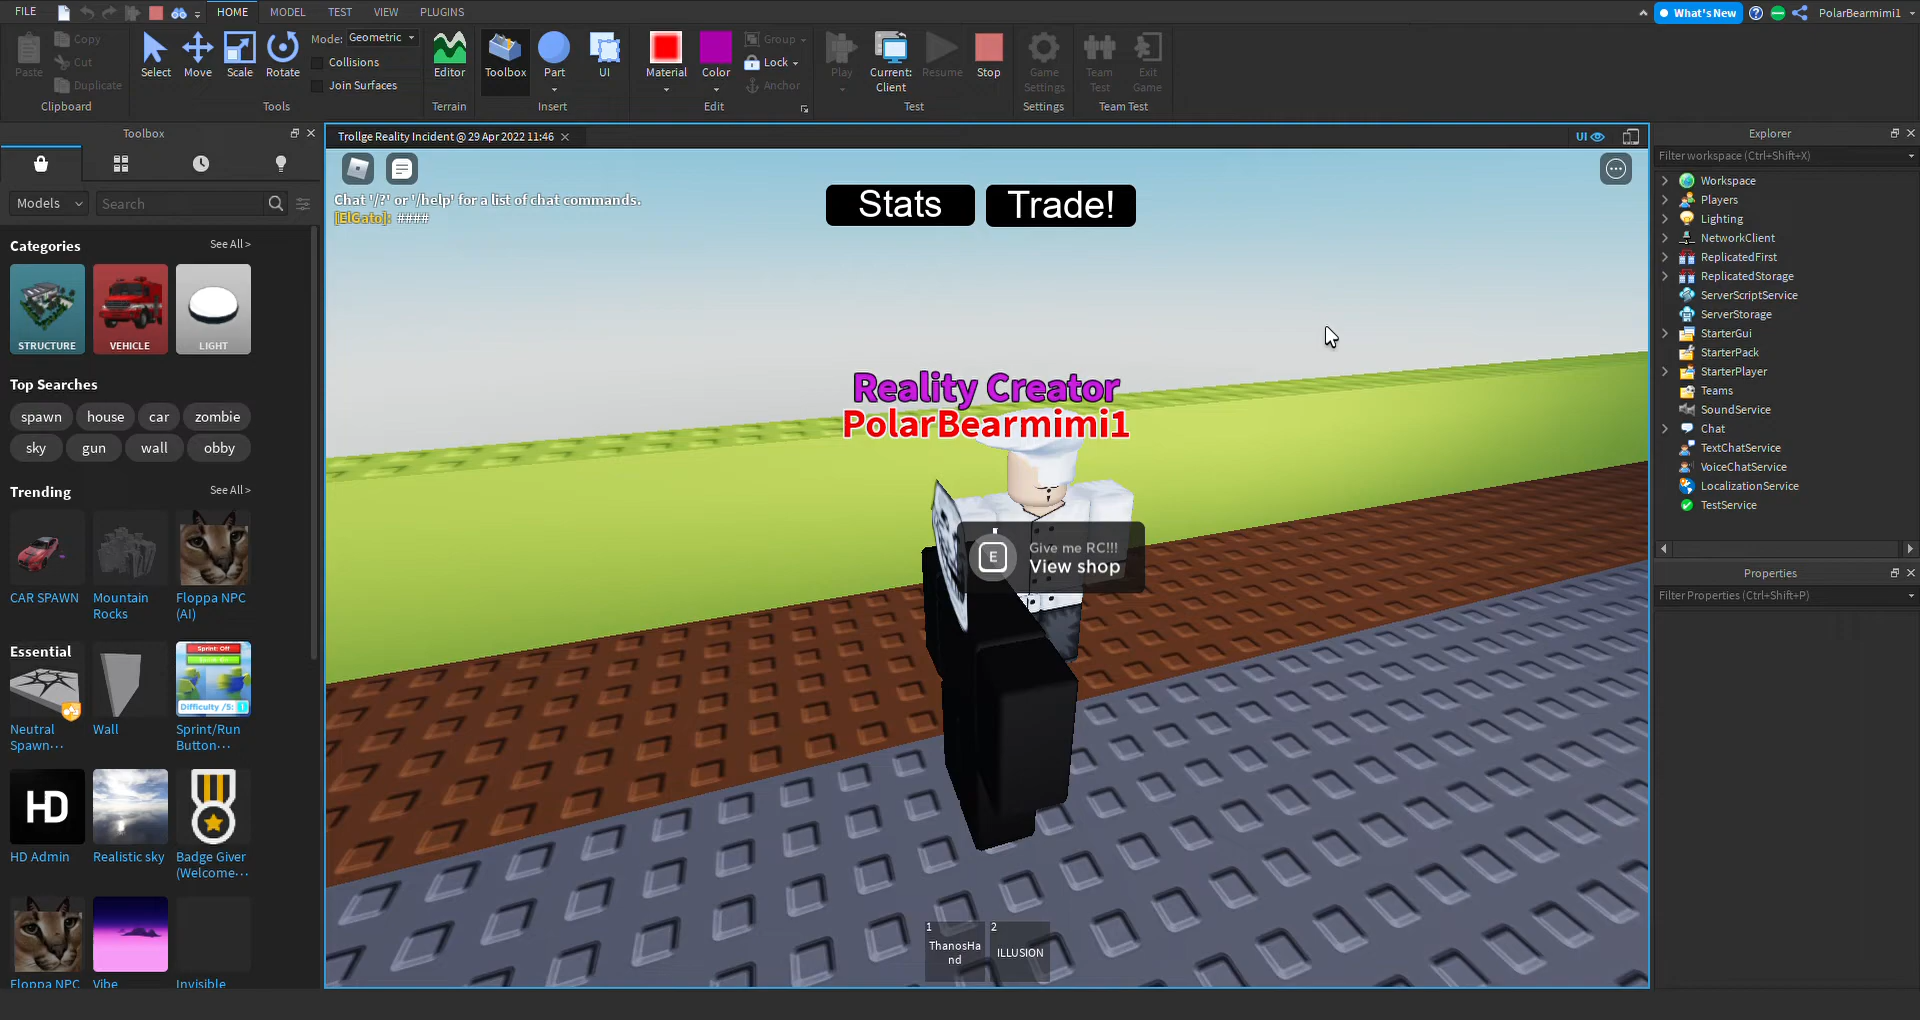 FILE HOME MODEL TEST VIEW PLUGINS What's New PolarBearmimi1
Paste Copy Cut Duplicate
Clipboard
Select Move Scale Rotate
Mode: Geometric
Collisions
Join Surfaces
Tools
Editor
Terrain
Toolbox Part UI
Insert
Material Color Group Lock Anchor
Edit
Play Current: Client Resume Stop
Test
Game Settings
Settings
Team Test Exit Game
Team Test
Toolbox
Models Search
Categories See All >
STRUCTURE VEHICLE LIGHT
Top Searches
spawn house car zombie
sky gun wall obby
Trending See All >
CAR SPAWN Mountain Rocks Floppa NPC (AI)
Essential
Sprint: Off
Difficulty /5: 1
Neutral Spawn... Wall Sprint/Run Button...
HD
HD Admin Realistic sky Badge Giver (Welcome...
Floppa NPC Vibe Invisible
Trollge Reality Incident @ 29 Apr 2022 11:46 UI
Chat '/?' or '/help' for a list of chat commands.
[ElGato]: ####
Stats Trade!
Reality Creator
PolarBearmimi1
E Give me RC!!!
View shop
1 ThanosHa
nd
2 ILLUSION
Explorer
Filter workspace (Ctrl+Shift+X)
Workspace
Players
Lighting
NetworkClient
ReplicatedFirst
ReplicatedStorage
ServerScriptService
ServerStorage
StarterGui
StarterPack
StarterPlayer
Teams
SoundService
Chat
TextChatService
VoiceChatService
LocalizationService
TestService
Properties
Filter Properties (Ctrl+Shift+P)